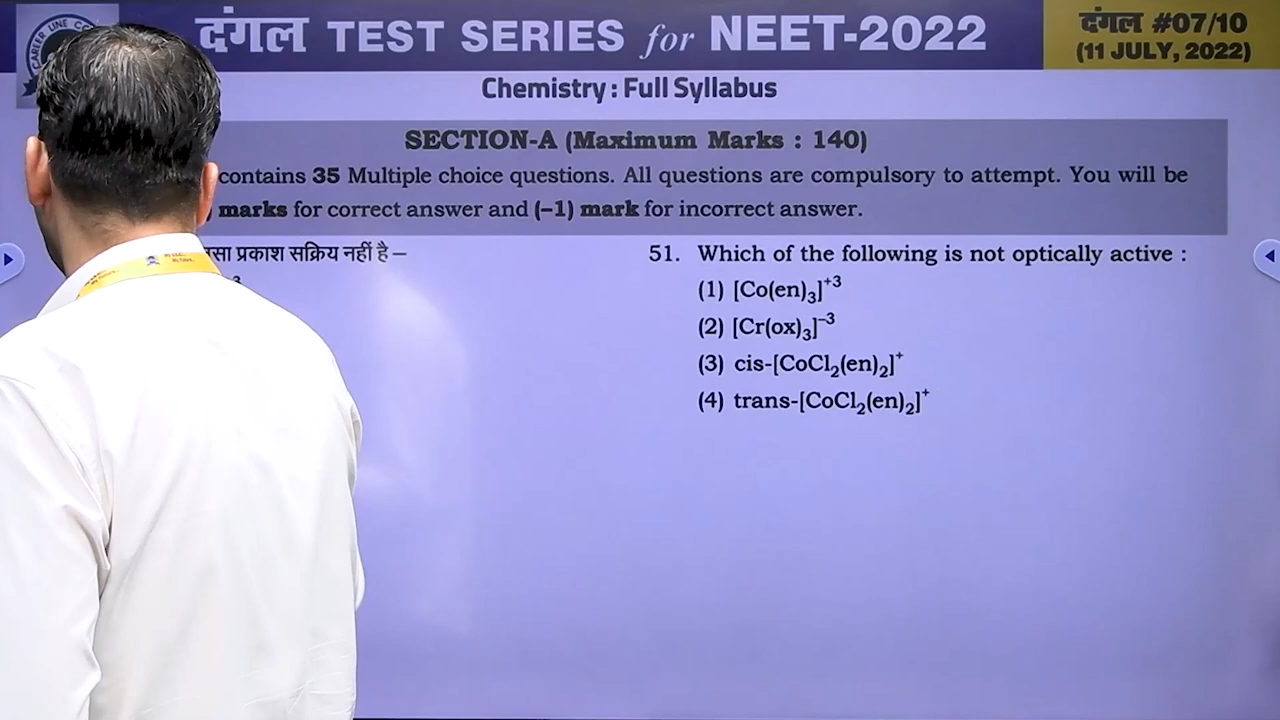 CAREER LINE CO
दंगल TEST SERIES for NEET-2022
दंगल #07/10
(11 JULY, 2022)
Chemistry : Full Syllabus
SECTION-A (Maximum Marks : 140)
contains 35 Multiple choice questions. All questions are compulsory to attempt. You will be
marks for correct answer and (–1) mark for incorrect answer.
प्रकाश सक्रिय नहीं है –
51. Which of the following is not optically active :
(1) [Co(en)₃]⁺³
(2) [Cr(ox)₃]⁻³
(3) cis-[CoCl₂(en)₂]⁺
(4) trans-[CoCl₂(en)₂]⁺